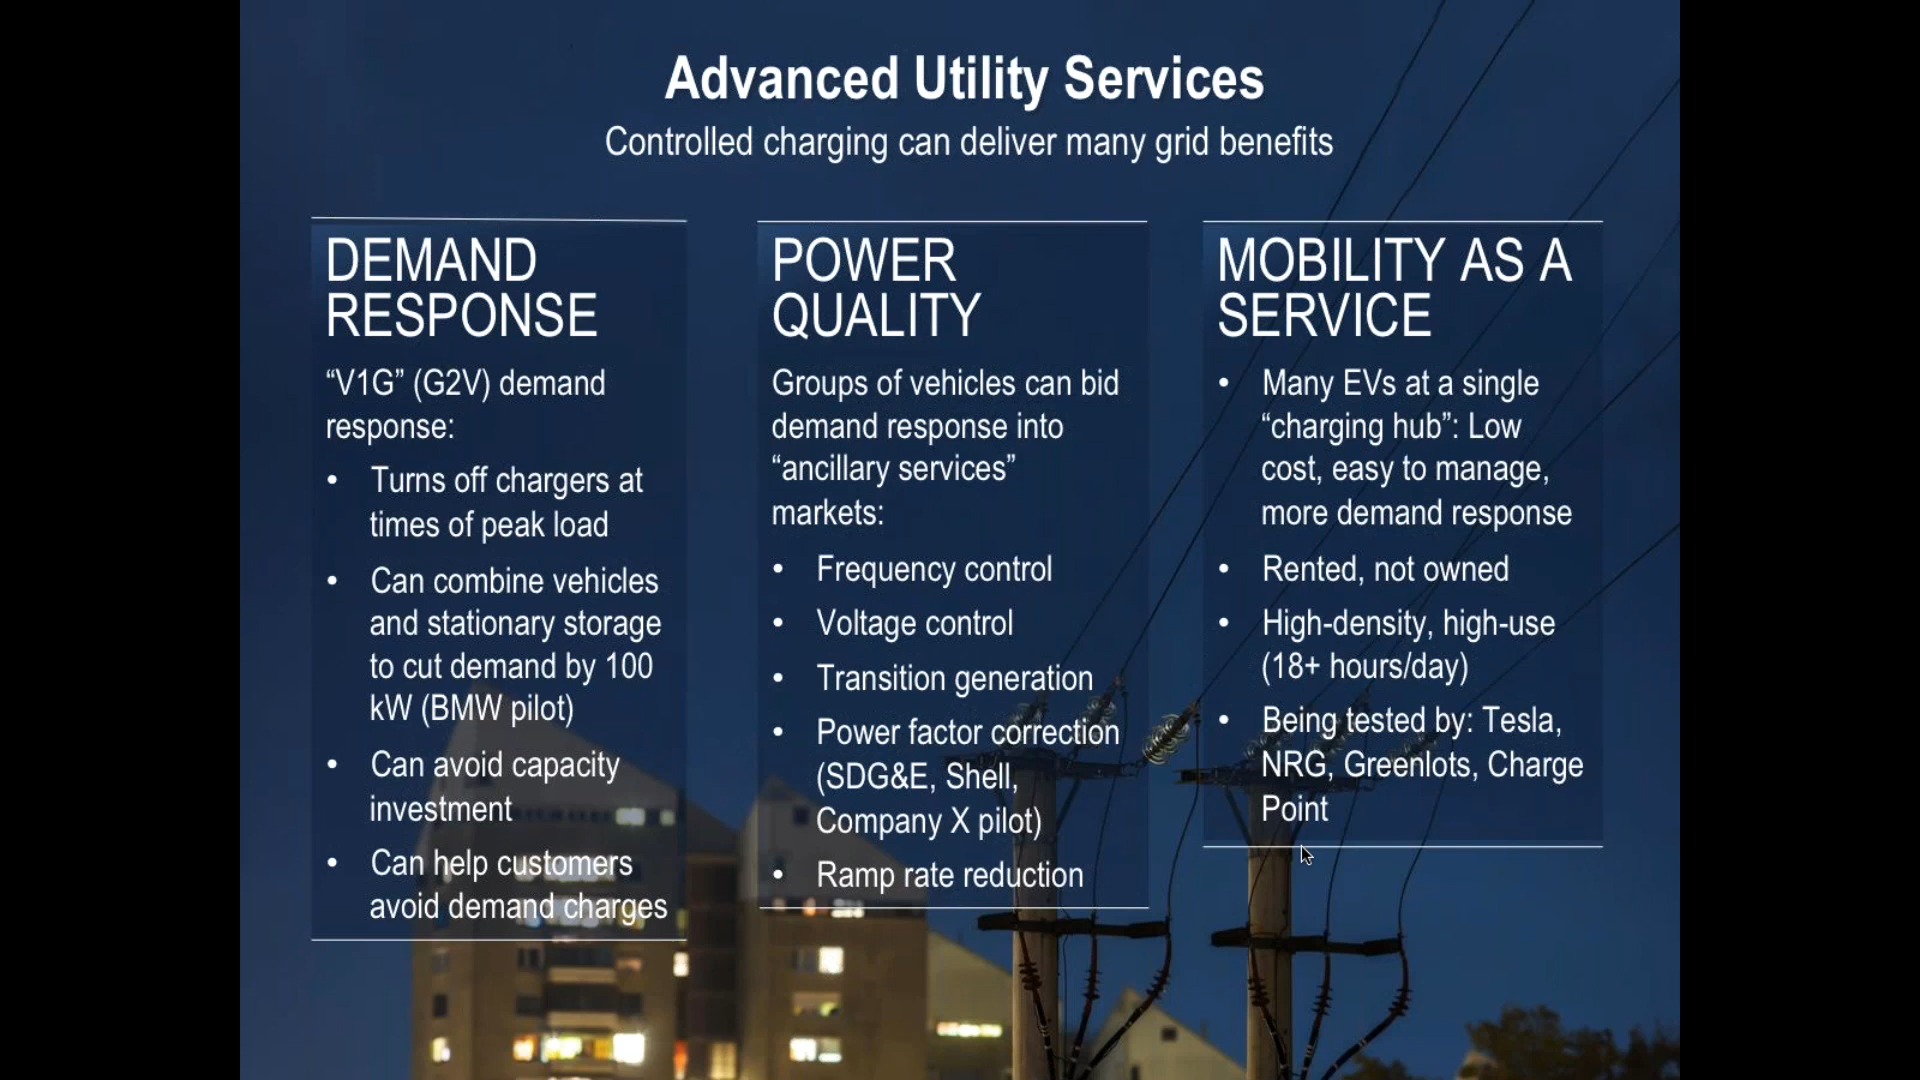 Advanced Utility Services
Controlled charging can deliver many grid benefits
DEMAND
RESPONSE
“V1G” (G2V) demand
response:
• Turns off chargers at
times of peak load
• Can combine vehicles
and stationary storage
to cut demand by 100
kW (BMW pilot)
• Can avoid capacity
investment
• Can help customers
avoid demand charges
POWER
QUALITY
Groups of vehicles can bid
demand response into
“ancillary services”
markets:
• Frequency control
• Voltage control
• Transition generation
• Power factor correction
(SDG&E, Shell,
Company X pilot)
• Ramp rate reduction
MOBILITY AS A
SERVICE
• Many EVs at a single
“charging hub”: Low
cost, easy to manage,
more demand response
• Rented, not owned
• High-density, high-use
(18+ hours/day)
• Being tested by: Tesla,
NRG, Greenlots, Charge
Point